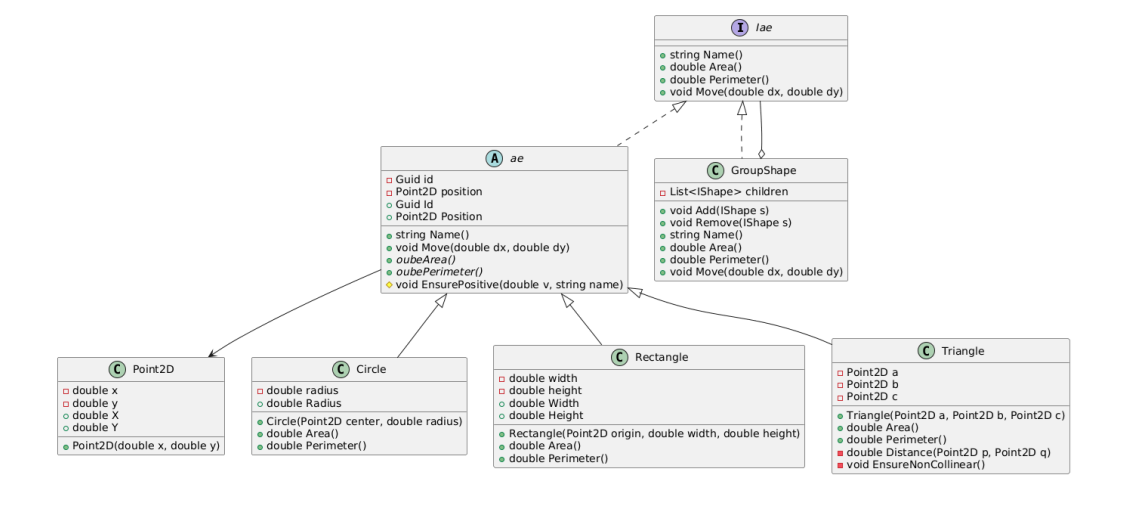 I Iae
string Name()
double Area()
double Perimeter()
void Move(double dx, double dy)
A ae
Guid id
Point2D position
Guid Id
Point2D Position
string Name()
void Move(double dx, double dy)
oubeArea()
oubePerimeter()
void EnsurePositive(double v, string name)
C GroupShape
List<IShape> children
void Add(IShape s)
void Remove(IShape s)
string Name()
double Area()
double Perimeter()
void Move(double dx, double dy)
C Point2D
double x
double y
double X
double Y
Point2D(double x, double y)
C Circle
double radius
double Radius
Circle(Point2D center, double radius)
double Area()
double Perimeter()
C Rectangle
double width
double height
double Width
double Height
Rectangle(Point2D origin, double width, double height)
double Area()
double Perimeter()
C Triangle
Point2D a
Point2D b
Point2D c
Triangle(Point2D a, Point2D b, Point2D c)
double Area()
double Perimeter()
double Distance(Point2D p, Point2D q)
void EnsureNonCollinear()